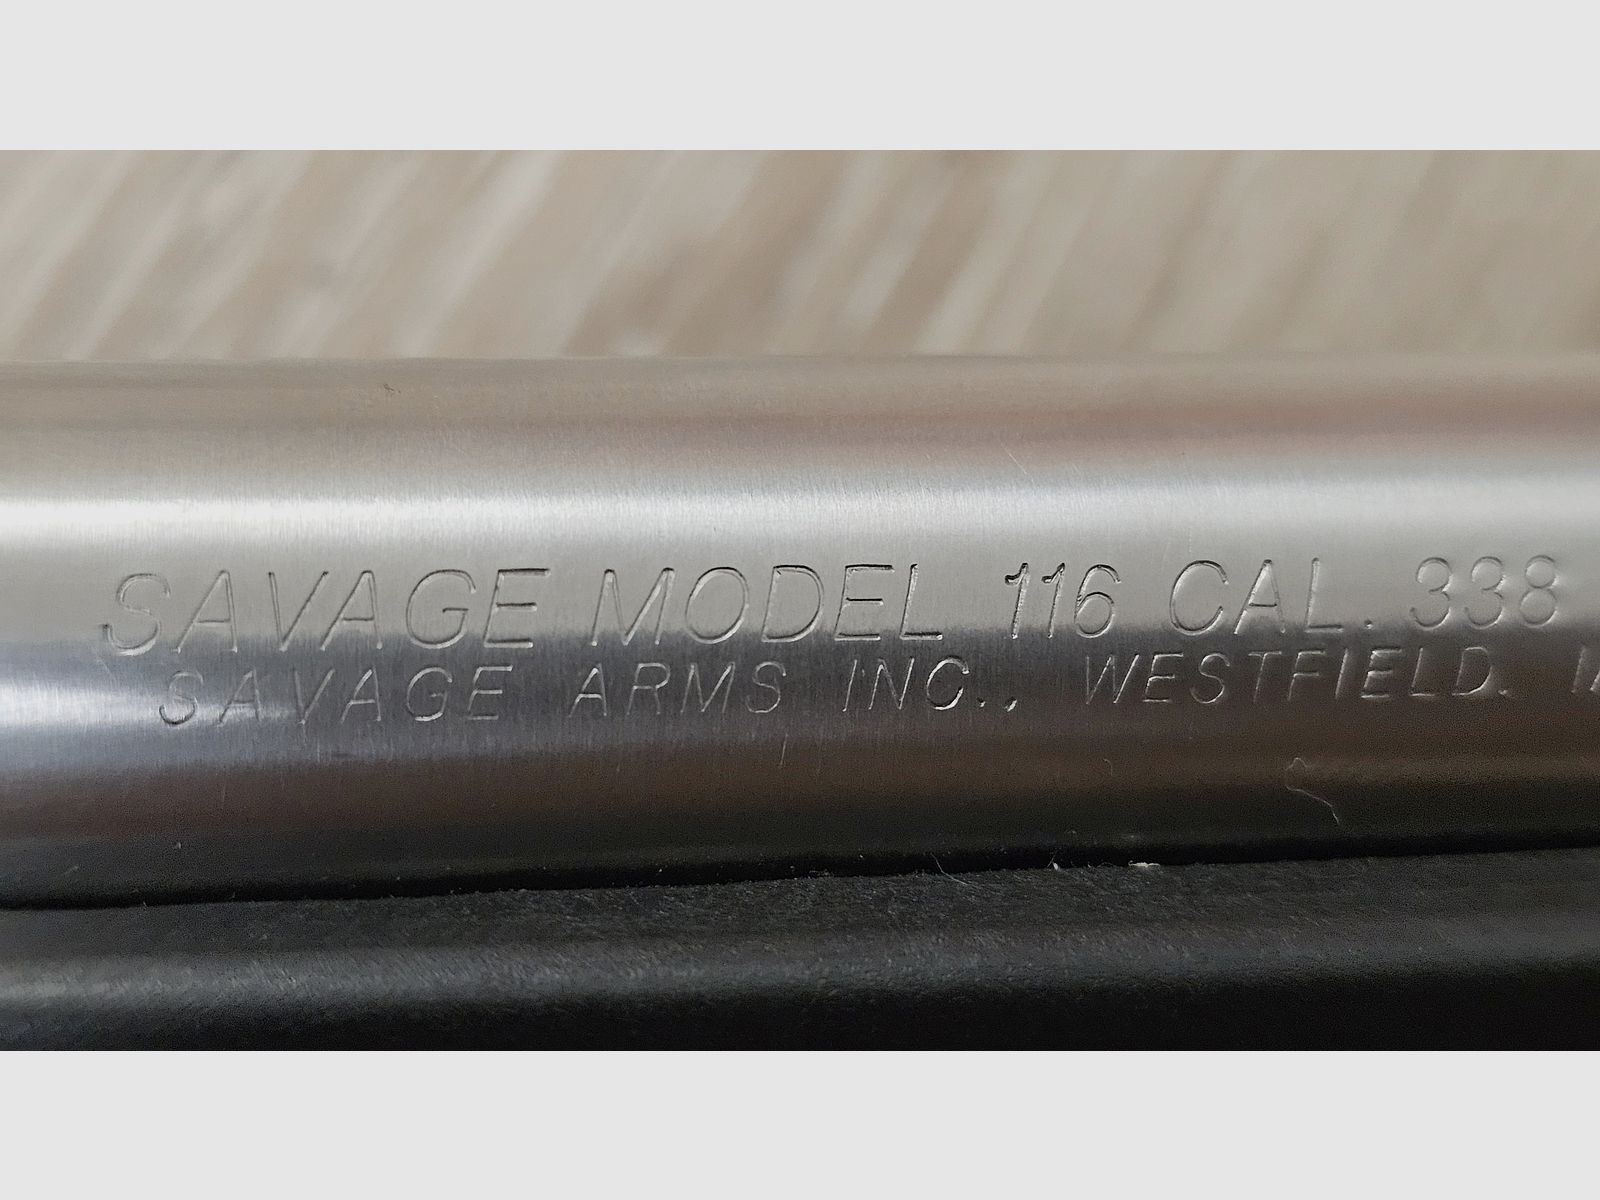 SAVAGE MODEL 116 CAL. 338
SAVAGE ARMS INC., WESTFIELD.